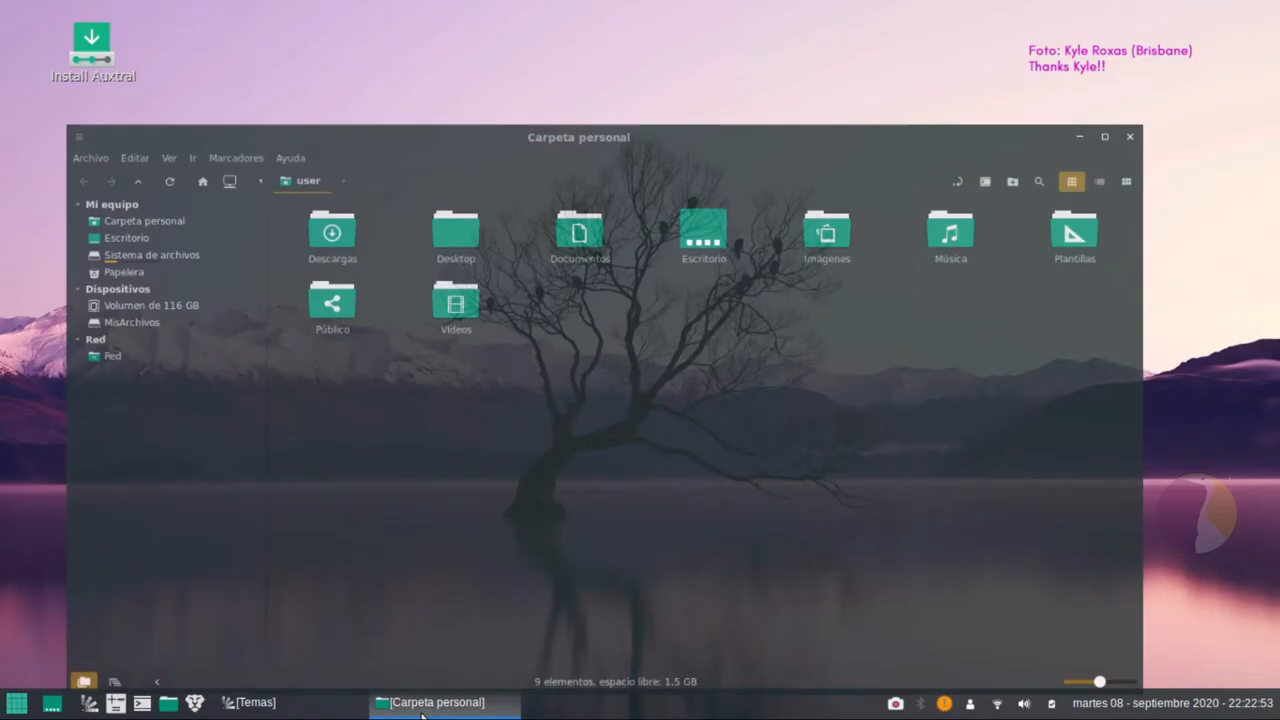 Install Auxtral
Foto: Kyle Roxas (Brisbane)
Thanks Kyle!!
Carpeta personal
Archivo Editar Ver Ir Marcadores Ayuda
user
Mi equipo
Carpeta personal
Escritorio
Sistema de archivos
Papelera
Dispositivos
Volumen de 116 GB
MisArchivos
Red
Red
Descargas Desktop Documentos Escritorio Imágenes Música Plantillas
Público Vídeos
9 elementos, espacio libre: 1,5 GB
[Temas] [Carpeta personal] martes 08 - septiembre 2020 - 22:22:53